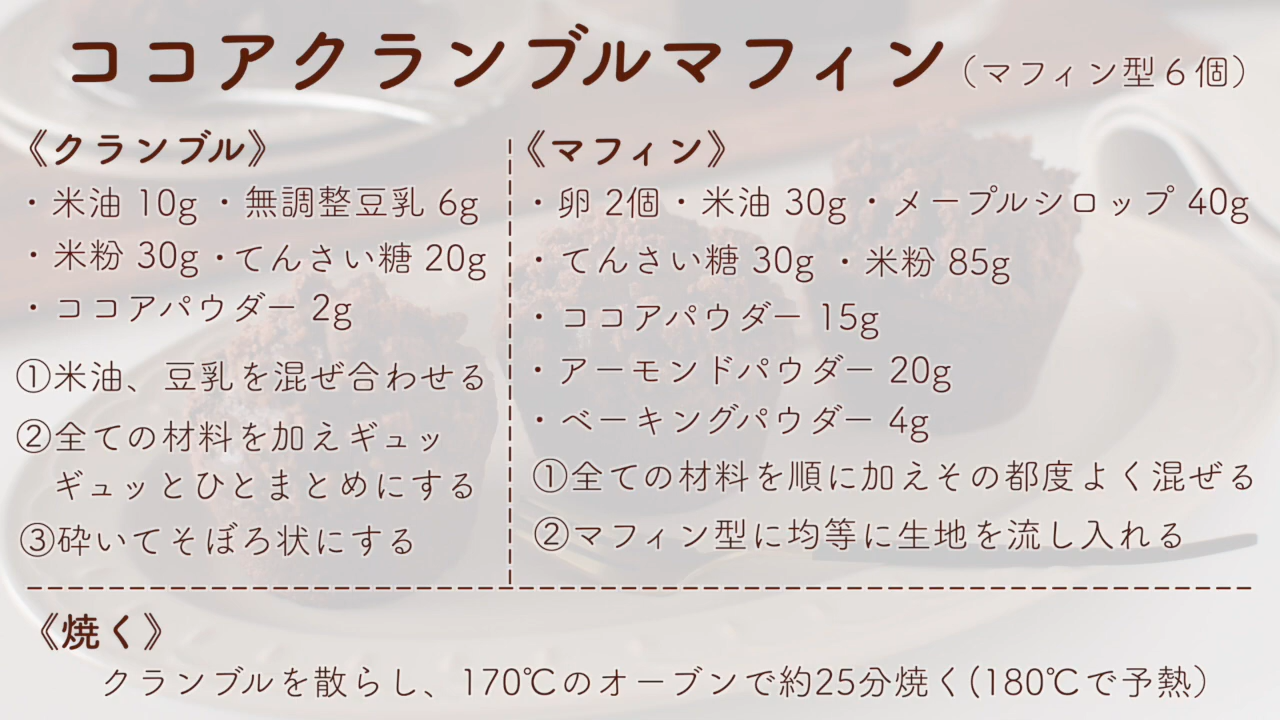 ココアクランブルマフィン（マフィン型６個）
《クランブル》
・米油 10g ・無調整豆乳 6g
・米粉 30g ・てんさい糖 20g
・ココアパウダー 2g
①米油、豆乳を混ぜ合わせる
②全ての材料を加えギュッ
ギュッとひとまとめにする
③砕いてそぼろ状にする
《マフィン》
・卵 2個・米油 30g ・メープルシロップ 40g
・てんさい糖 30g ・米粉 85g
・ココアパウダー 15g
・アーモンドパウダー 20g
・ベーキングパウダー 4g
①全ての材料を順に加えその都度よく混ぜる
②マフィン型に均等に生地を流し入れる
《焼く》
クランブルを散らし、170℃のオーブンで約25分焼く(180℃で予熱）